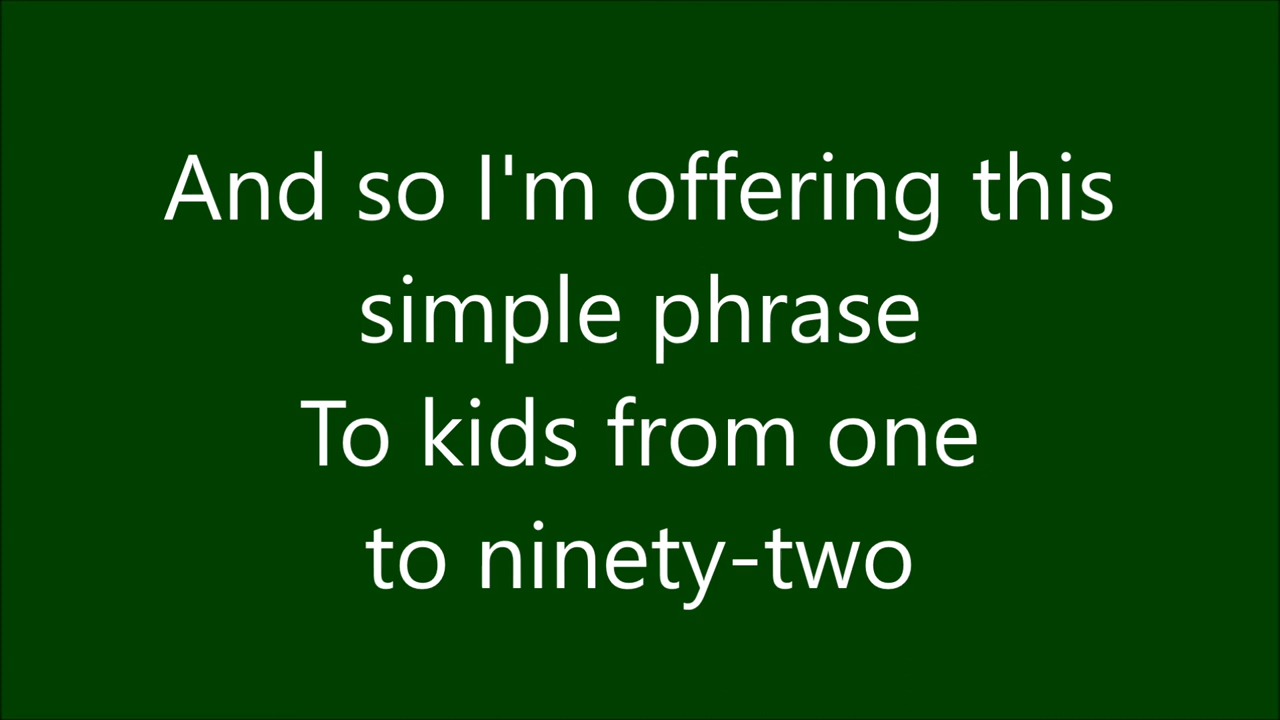 And so I'm offering this
simple phrase
To kids from one
to ninety-two